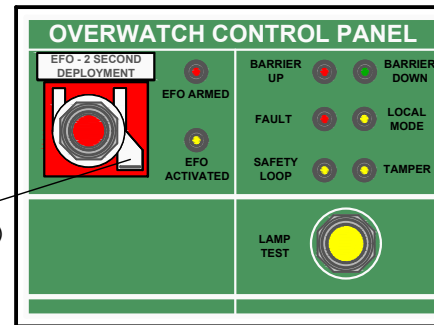 OVERWATCH CONTROL PANEL
EFO - 2 SECOND
DEPLOYMENT
EFO ARMED
EFO
ACTIVATED
BARRIER
UP
BARRIER
DOWN
FAULT
LOCAL
MODE
SAFETY
LOOP
TAMPER
LAMP
TEST
)